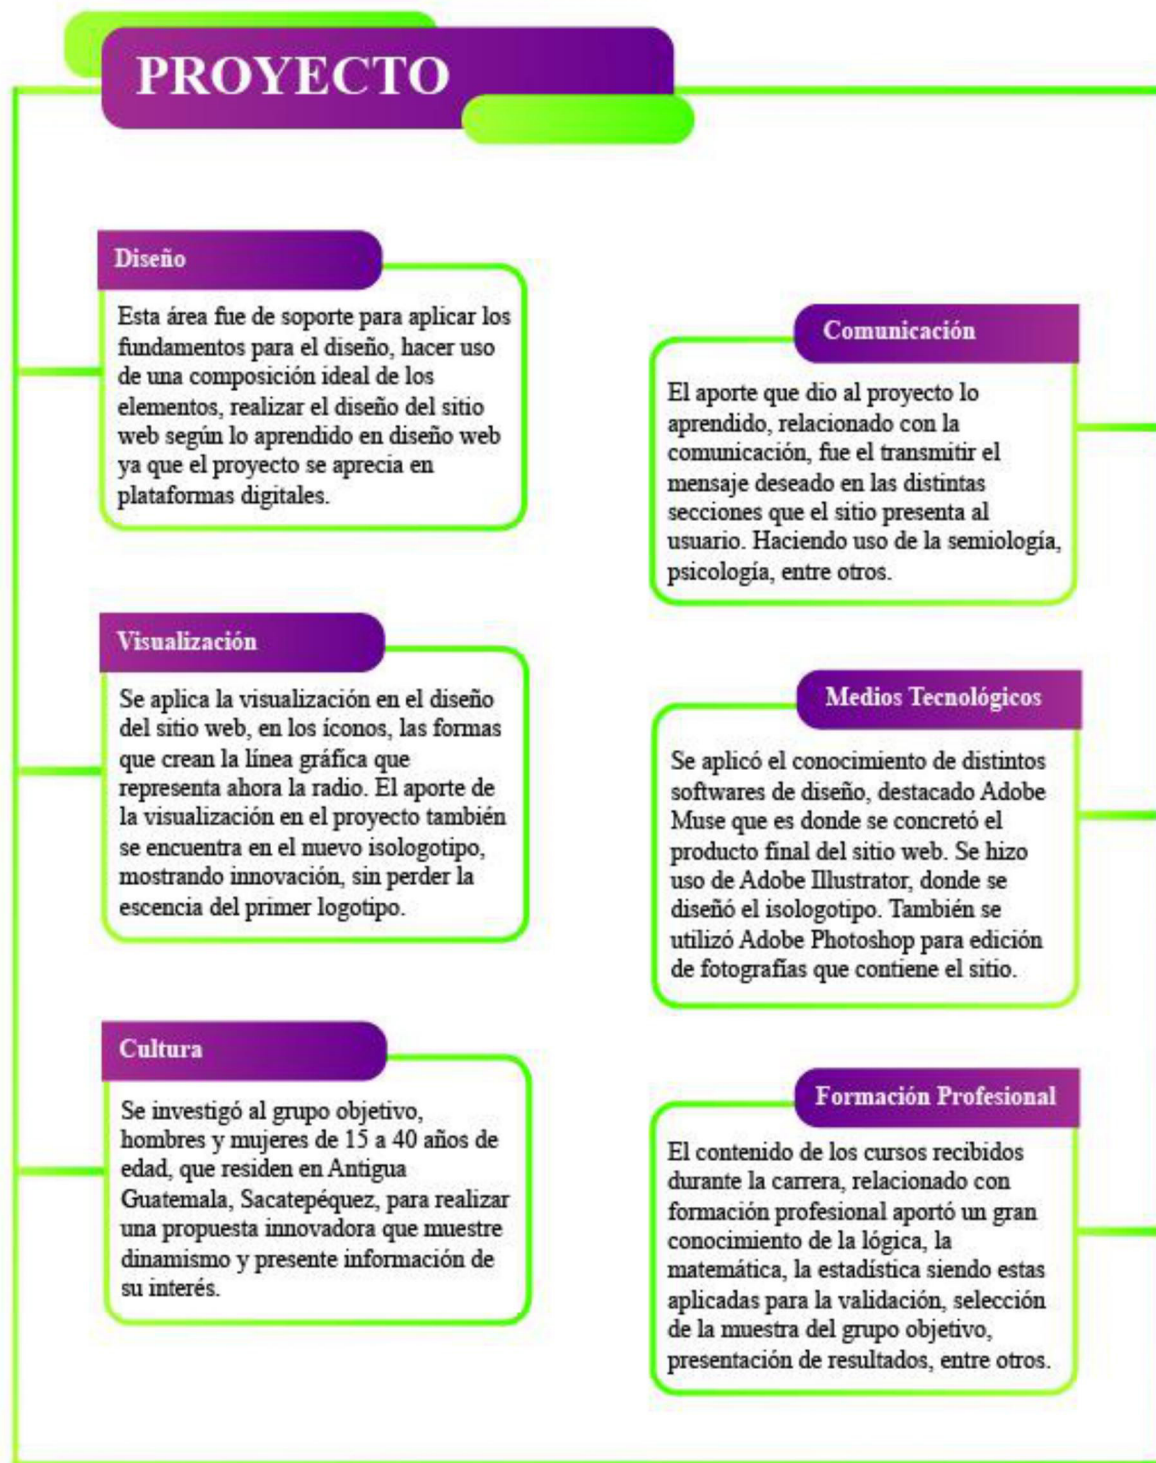 PROYECTO
Diseño
Esta área fue de soporte para aplicar los
fundamentos para el diseño, hacer uso
de una composición ideal de los
elementos, realizar el diseño del sitio
web según lo aprendido en diseño web
ya que el proyecto se aprecia en
plataformas digitales.
Visualización
Se aplica la visualización en el diseño
del sitio web, en los íconos, las formas
que crean la línea gráfica que
representa ahora la radio. El aporte de
la visualización en el proyecto también
se encuentra en el nuevo isologotipo,
mostrando innovación, sin perder la
escencia del primer logotipo.
Cultura
Se investigó al grupo objetivo,
hombres y mujeres de 15 a 40 años de
edad, que residen en Antigua
Guatemala, Sacatepéquez, para realizar
una propuesta innovadora que muestre
dinamismo y presente información de
su interés.
Comunicación
El aporte que dio al proyecto lo
aprendido, relacionado con la
comunicación, fue el transmitir el
mensaje deseado en las distintas
secciones que el sitio presenta al
usuario. Haciendo uso de la semiología,
psicología, entre otros.
Medios Tecnológicos
Se aplicó el conocimiento de distintos
softwares de diseño, destacado Adobe
Muse que es donde se concretó el
producto final del sitio web. Se hizo
uso de Adobe Illustrator, donde se
diseñó el isologotipo. También se
utilizó Adobe Photoshop para edición
de fotografías que contiene el sitio.
Formación Profesional
El contenido de los cursos recibidos
durante la carrera, relacionado con
formación profesional aportó un gran
conocimiento de la lógica, la
matemática, la estadística siendo estas
aplicadas para la validación, selección
de la muestra del grupo objetivo,
presentación de resultados, entre otros.